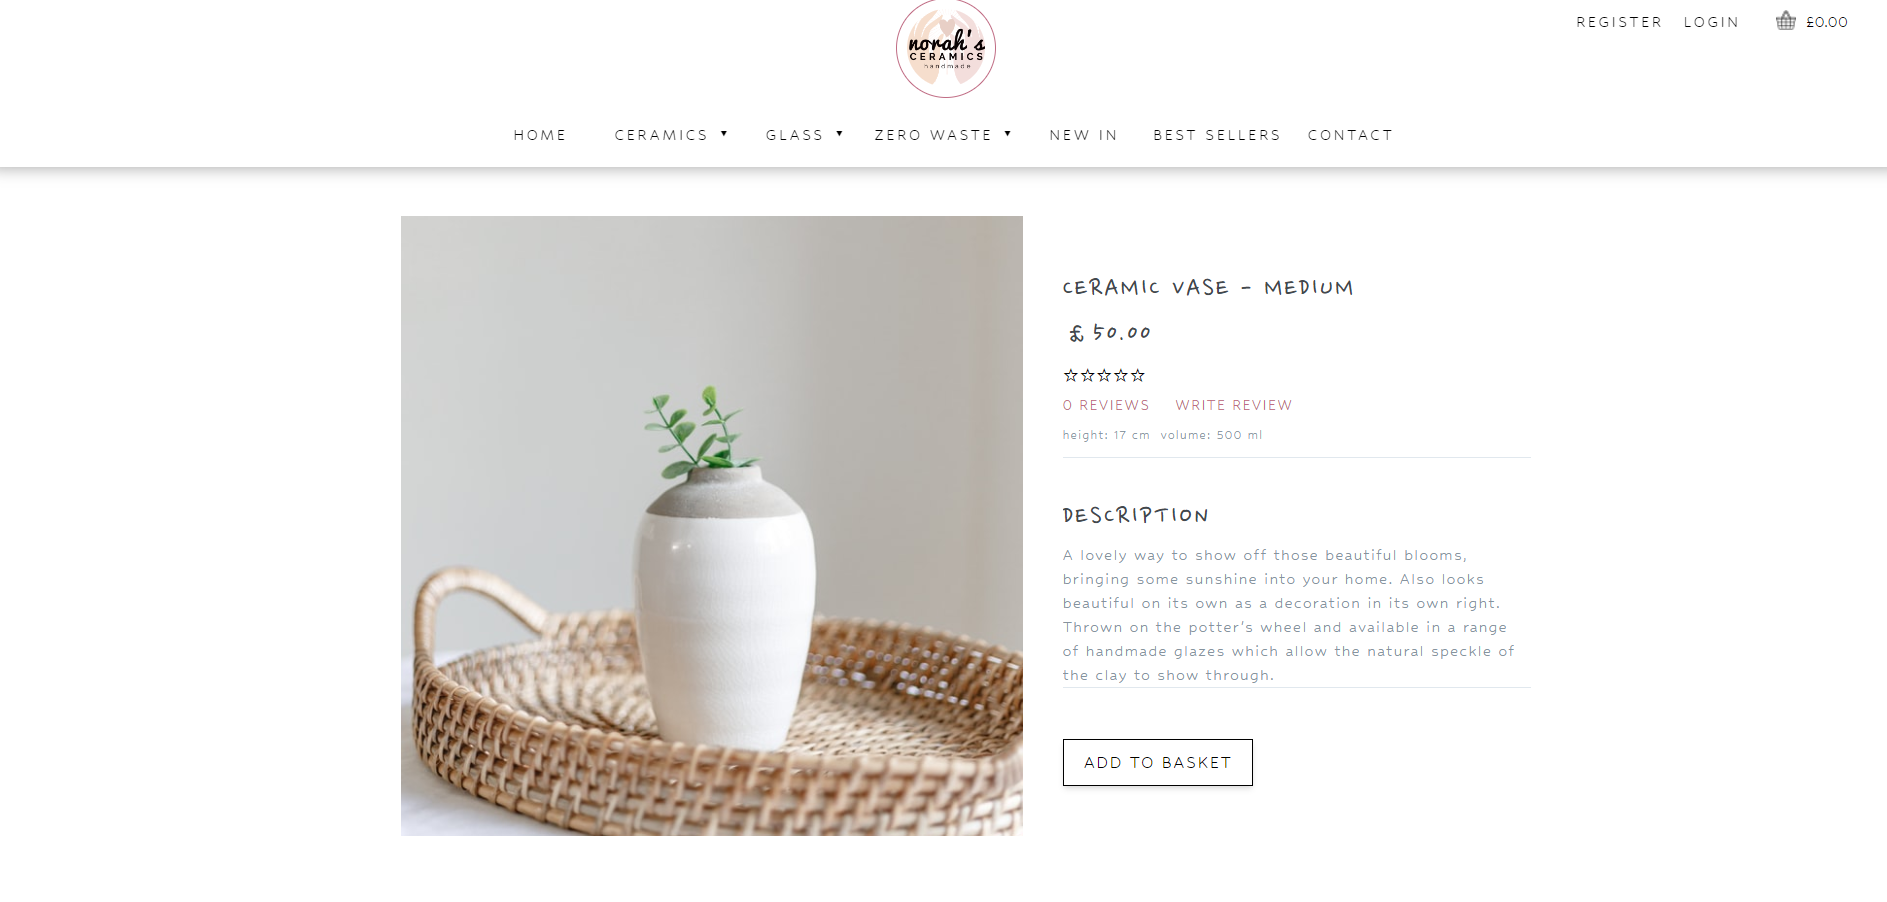 norah's
CERAMICS
handmade
REGISTER LOGIN £0.00
HOME CERAMICS ▼ GLASS ▼ ZERO WASTE ▼ NEW IN BEST SELLERS CONTACT
CERAMIC VASE - MEDIUM
£ 50.00
☆☆☆☆☆
0 REVIEWS WRITE REVIEW
height: 17 cm volume: 500 ml
DESCRIPTION
A lovely way to show off those beautiful blooms,
bringing some sunshine into your home. Also looks
beautiful on its own as a decoration in its own right.
Thrown on the potter's wheel and available in a range
of handmade glazes which allow the natural speckle of
the clay to show through.
ADD TO BASKET